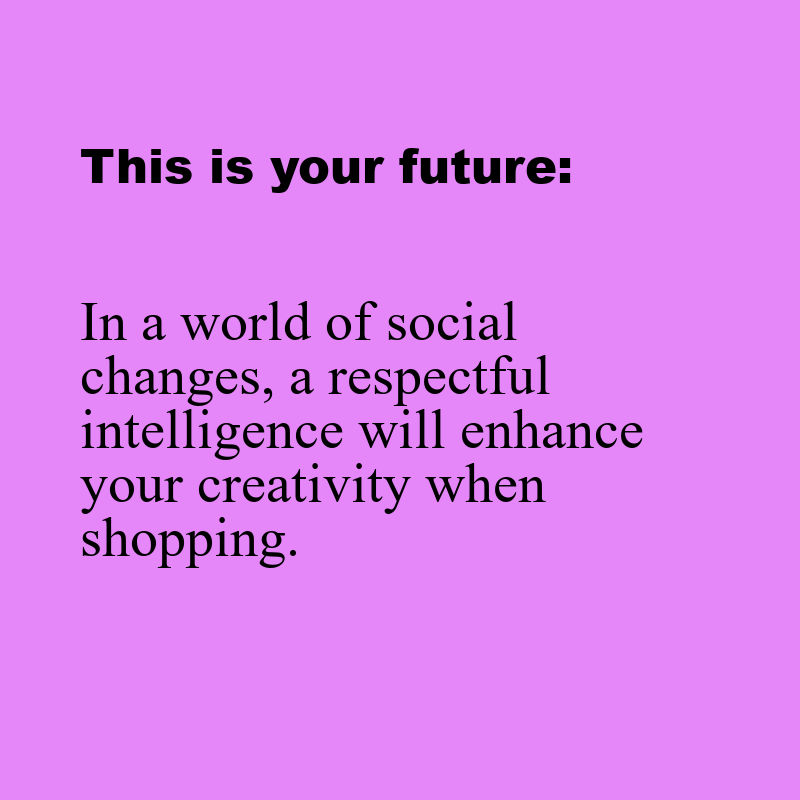 This is your future:
In a world of social
changes, a respectful
intelligence will enhance
your creativity when
shopping.